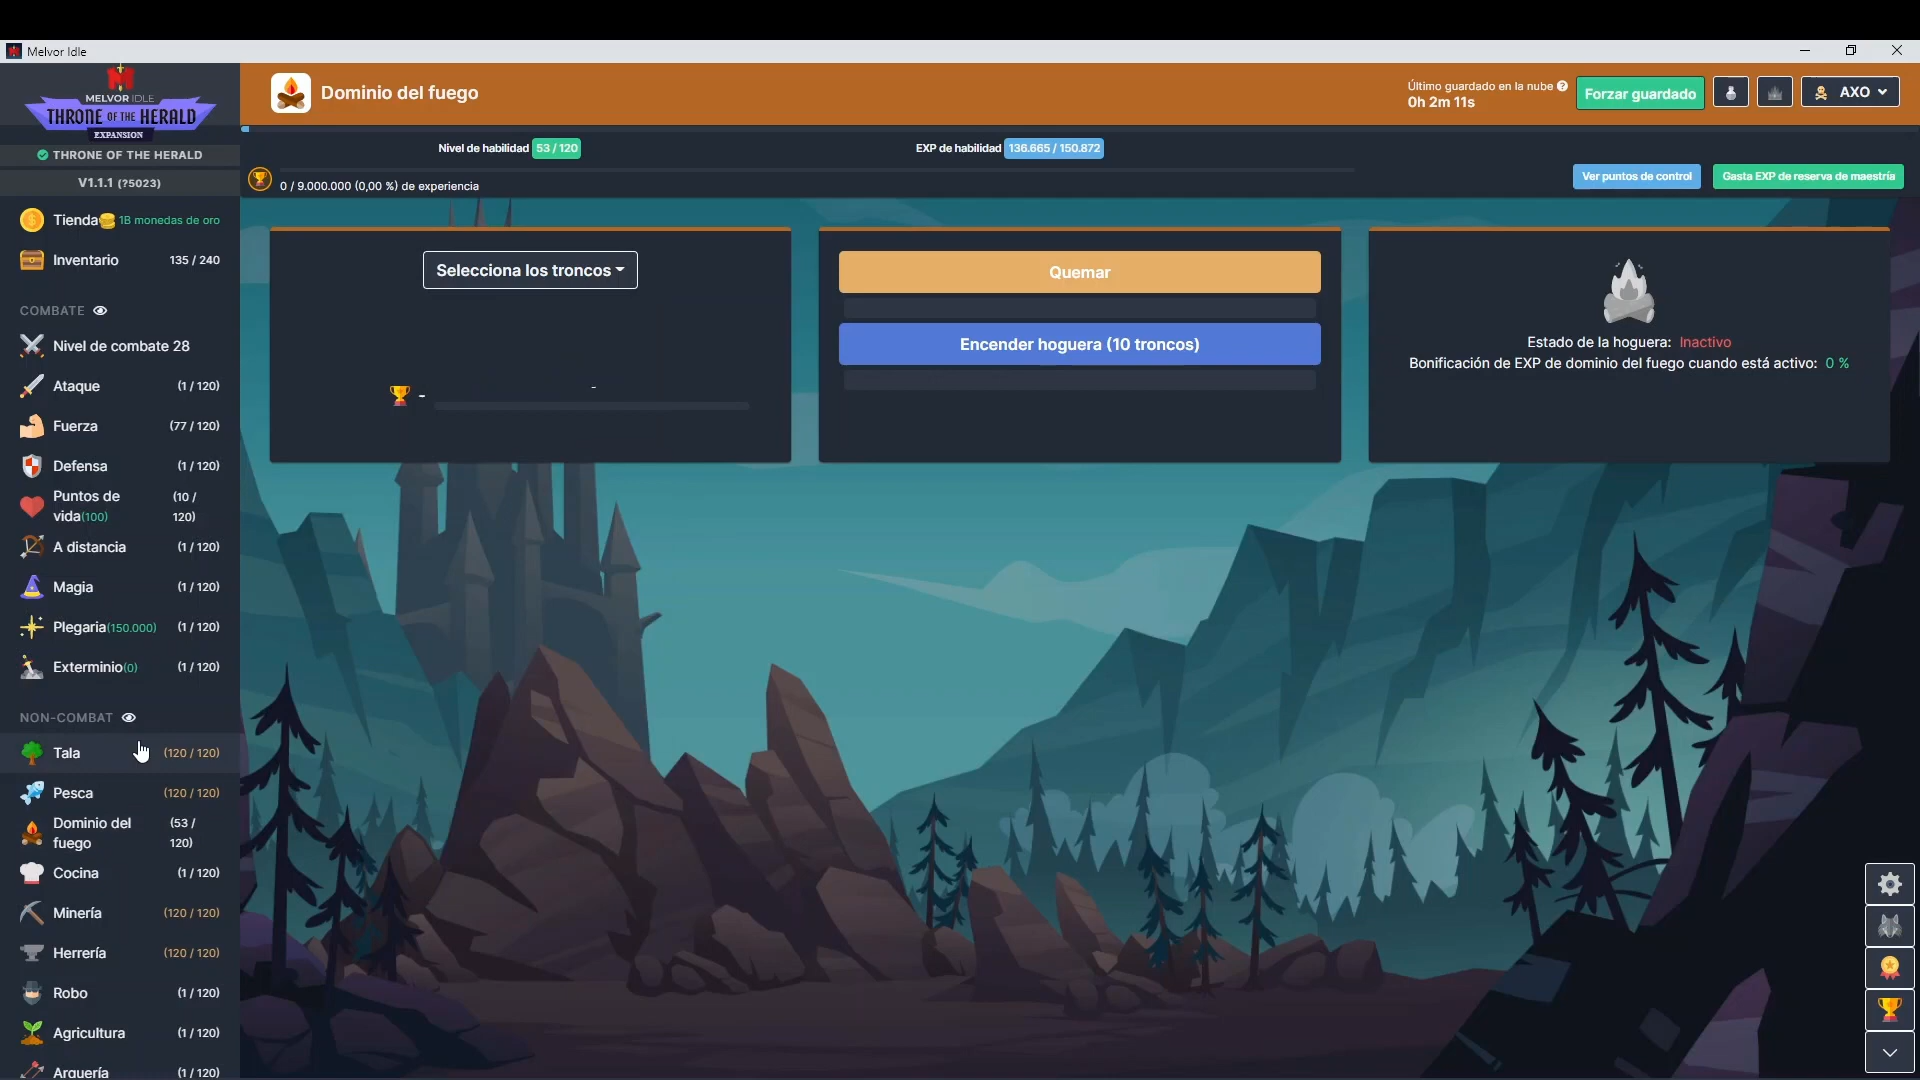 Melvor Idle
MELVOR IDLE
THRONE OF THE HERALD
EXPANSION
THRONE OF THE HERALD
V1.1.1 (?5023)
Tienda 1B monedas de oro
Inventario 135 / 240
COMBATE
Nivel de combate 28
Ataque (1 / 120)
Fuerza (77 / 120)
Defensa (1 / 120)
Puntos de vida(100) (10 / 120)
A distancia (1 / 120)
Magia (1 / 120)
Plegaria(150.000) (1 / 120)
Exterminio(0) (1 / 120)
NON-COMBAT
Tala (120 / 120)
Pesca (120 / 120)
Dominio del fuego (53 / 120)
Cocina (1 / 120)
Minería (120 / 120)
Herrería (120 / 120)
Robo (1 / 120)
Agricultura (1 / 120)
Arquería (1 / 120)
Dominio del fuego
Último guardado en la nube
0h 2m 11s
Forzar guardado
AXO
Nivel de habilidad 53 / 120
EXP de habilidad 136.665 / 150.872
0 / 9.000.000 (0,00 %) de experiencia
Ver puntos de control
Gasta EXP de reserva de maestría
Selecciona los troncos
- -
Quemar
Encender hoguera (10 troncos)
Estado de la hoguera: Inactivo
Bonificación de EXP de dominio del fuego cuando está activo: 0 %